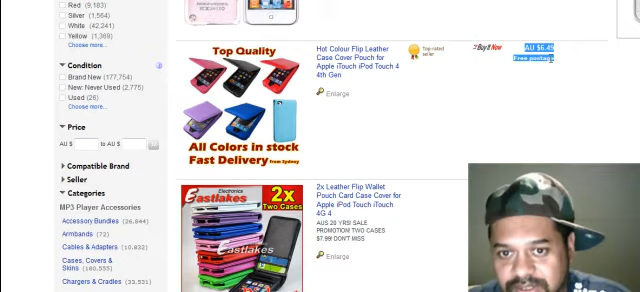 Red (9,183)
Silver (1,564)
White (42,241)
Yellow (1,369)
Choose more...
Condition
Brand New (177,754)
New: Never Used (2,775)
Used (26)
Choose more...
Price
AU $ to AU $
Compatible Brand
Seller
Categories
MP3 Player Accessories
Accessory Bundles (26,844)
Armbands (72)
Cables & Adapters (10,832)
Cases, Covers & Skins (180,555)
Chargers & Cradles (33,531)
Top Quality
All Colors in stock
Fast Delivery from Sydney
Hot Colour Flip Leather
Case Cover Pouch for
Apple iTouch iPod Touch 4
4th Gen
Enlarge
Top-rated
seller
Buy It Now
AU $6.49
Free postage
Eastlakes
Electronics
2x
Two Cases
Eastlakes
2x Leather Flip Wallet
Pouch Card Case Cover for
Apple iPod Touch iTouch
4G 4
AUS 20 YRS! SALE
PROMOTION! TWO CASES
$7.99! DON'T MISS
Enlarge